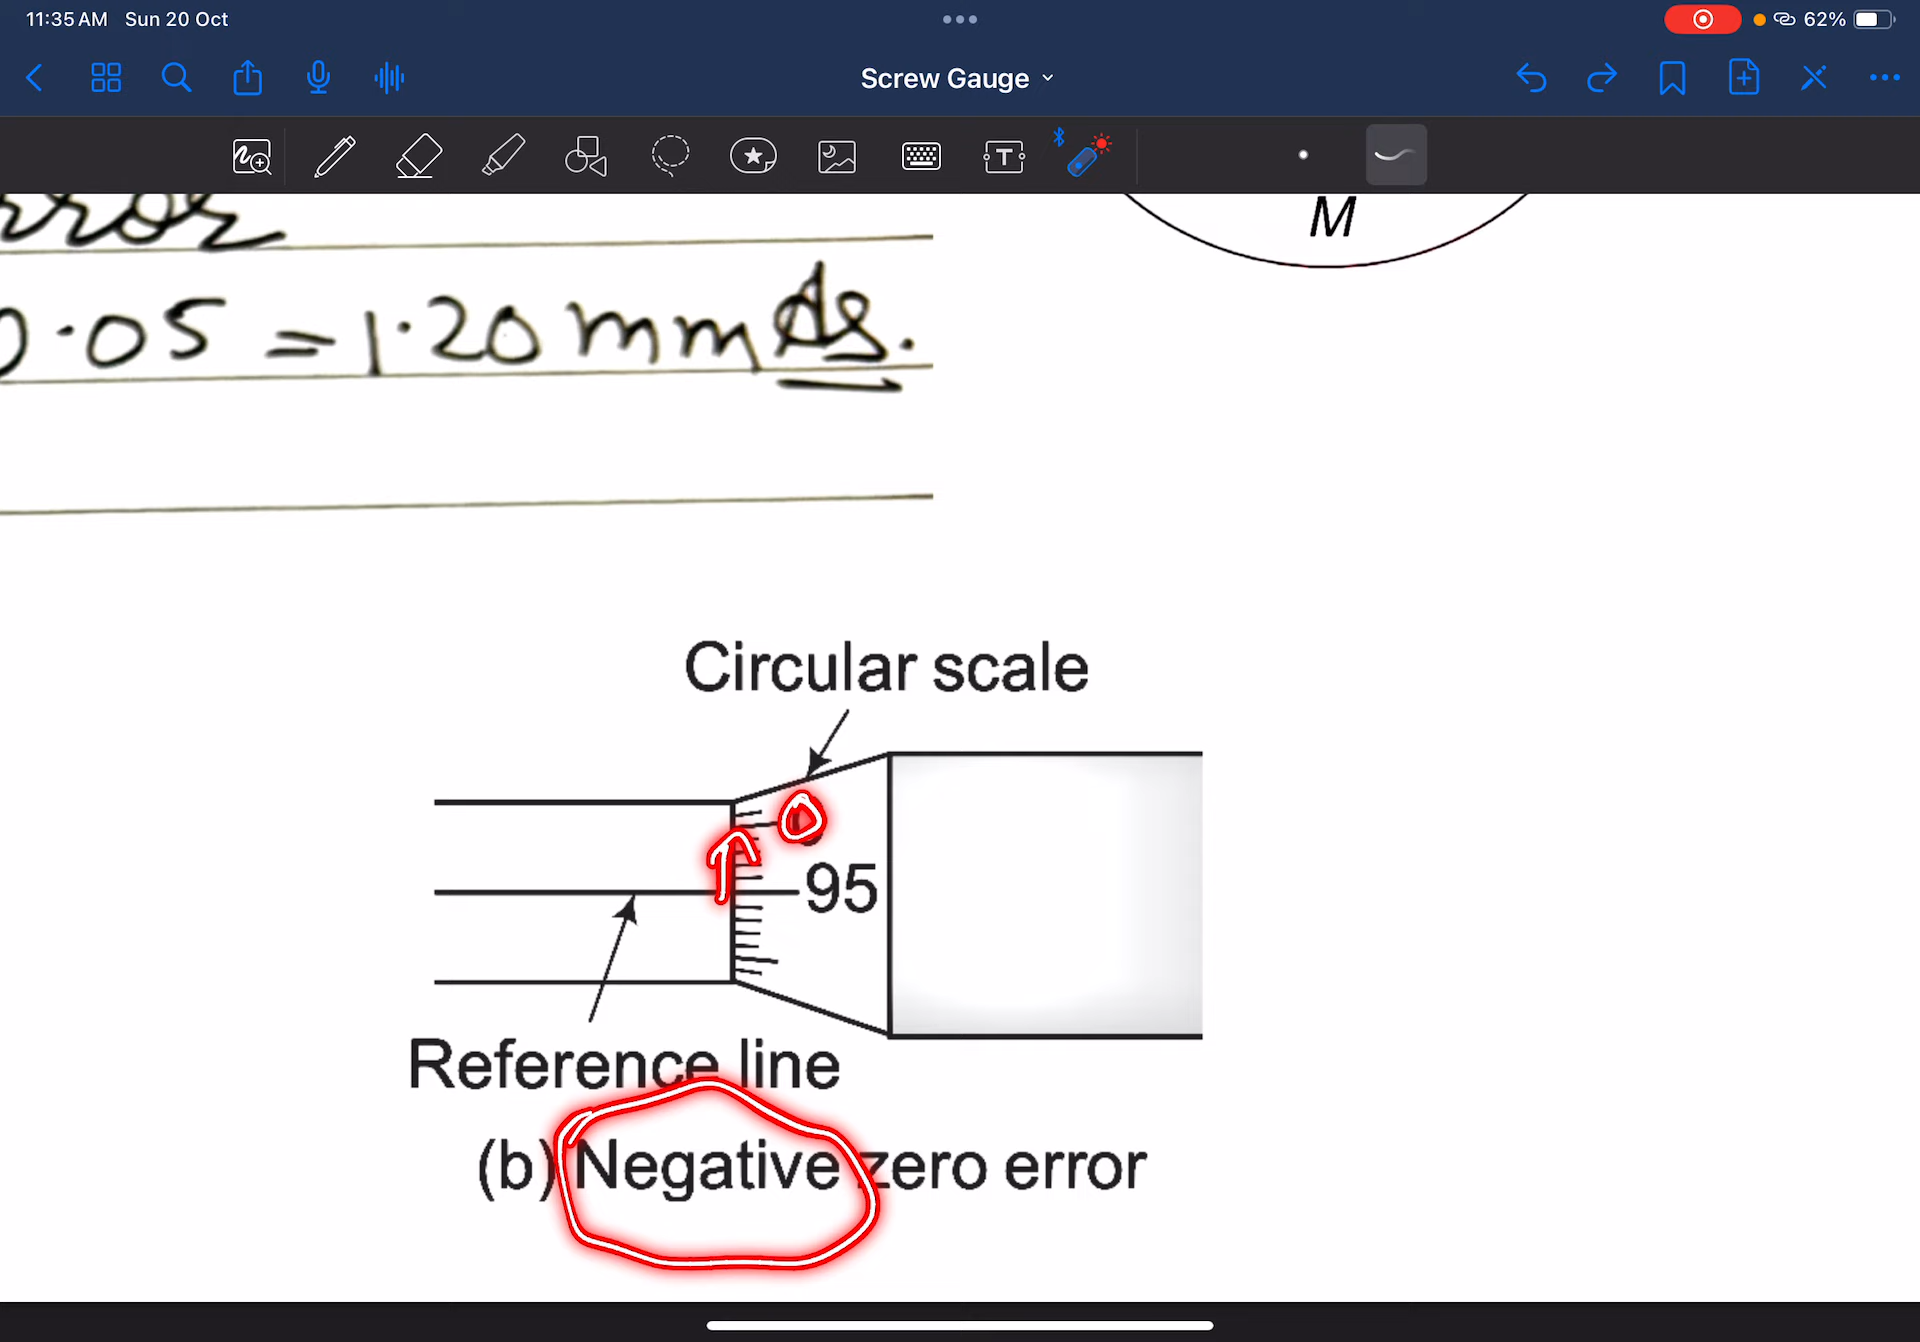 11:35 AM Sun 20 Oct
62%
Screw Gauge
T
rror
M
0.05 = 1.20 mm
Circular scale
0
95
Reference line
(b) Negative zero error